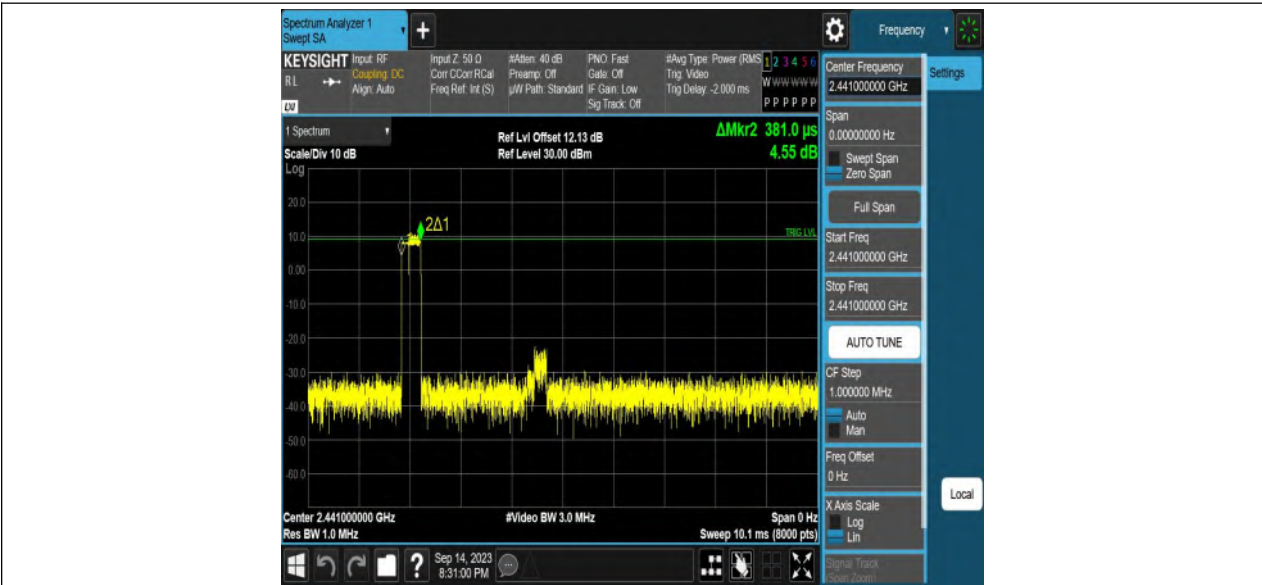 Spectrum Analyzer 1
Swept SA
+
Frequency
KEYSIGHT
RL
LXI
Input: RF
Coupling: DC
Align: Auto
Input Z: 50 Ω
Corr CCorr RCal
Freq Ref: Int (S)
#Atten: 40 dB
Preamp: Off
µW Path: Standard
PNO: Fast
Gate: Off
IF Gain: Low
Sig Track: Off
#Avg Type: Power (RMS
Trig: Video
Trig Delay: -2.000 ms
1 2 3 4 5 6
W W W W W W
P P P P P P
1 Spectrum
Scale/Div 10 dB
Log
Ref Lvl Offset 12.13 dB
Ref Level 30.00 dBm
ΔMkr2 381.0 µs
4.55 dB
20.0
10.0
0.00
-10.0
-20.0
-30.0
-40.0
-50.0
-60.0
2Δ1
TRIG LVL
Center 2.441000000 GHz
Res BW 1.0 MHz
#Video BW 3.0 MHz
Span 0 Hz
Sweep 10.1 ms (8000 pts)
?
Sep 14, 2023
8:31:00 PM
Center Frequency
2.441000000 GHz
Span
0.00000000 Hz
Swept Span
Zero Span
Full Span
Start Freq
2.441000000 GHz
Stop Freq
2.441000000 GHz
AUTO TUNE
CF Step
1.000000 MHz
Auto
Man
Freq Offset
0 Hz
X Axis Scale
Log
Lin
Signal Track
(Span Zoom)
Settings
Local